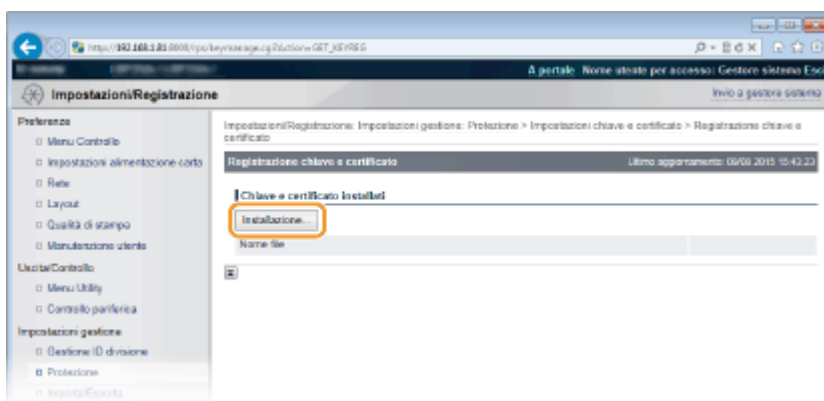 A portale Nome utente per accesso: Gestore sistema
Impostazioni/Registrazione
Invio a gestore sistema
Preferenze
Menu Controllo
Impostazioni alimentazione carta
Rete
Layout
Qualità di stampa
Manutenzione utente
Uscita/Controllo
Menu Utility
Controllo periferica
Impostazioni gestione
Gestione ID divisione
Protezione
Importa/Esporta
Impostazioni/Registrazione: Impostazioni gestione: Protezione > Impostazioni chiave e certificato > Registrazione chiave e
certificato
Registrazione chiave e certificato
Ultimo aggiornamento: 2015 15:43:23
Chiave e certificato installati
Installazione...
Nome file